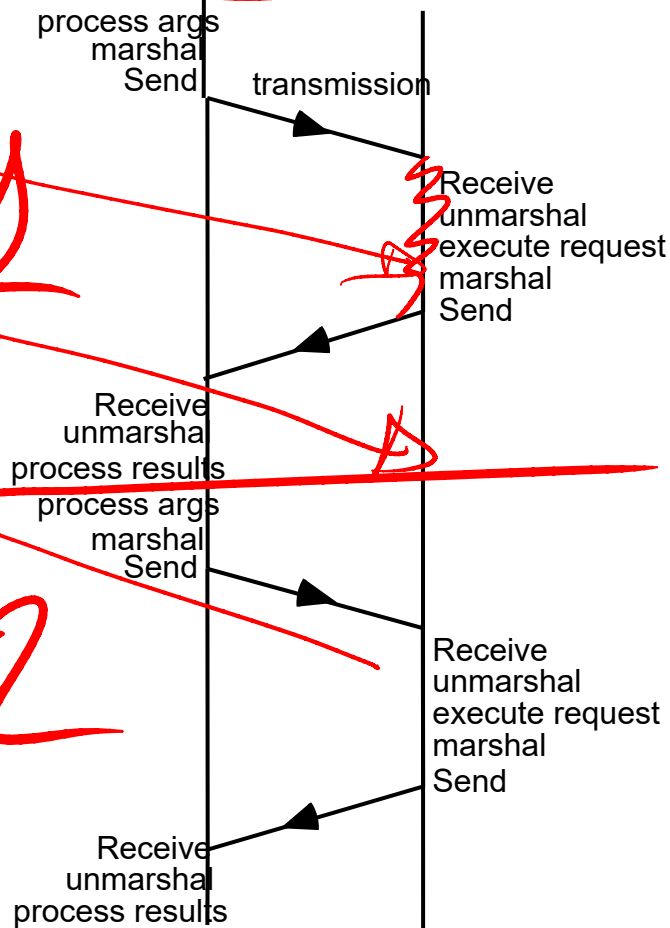 process args
marshal
Send
transmission
Receive
unmarshal
execute request
marshal
Send
Receive
unmarshal
process results
process args
marshal
Send
2
Receive
unmarshal
execute request
marshal
Send
Receive
unmarshal
process results